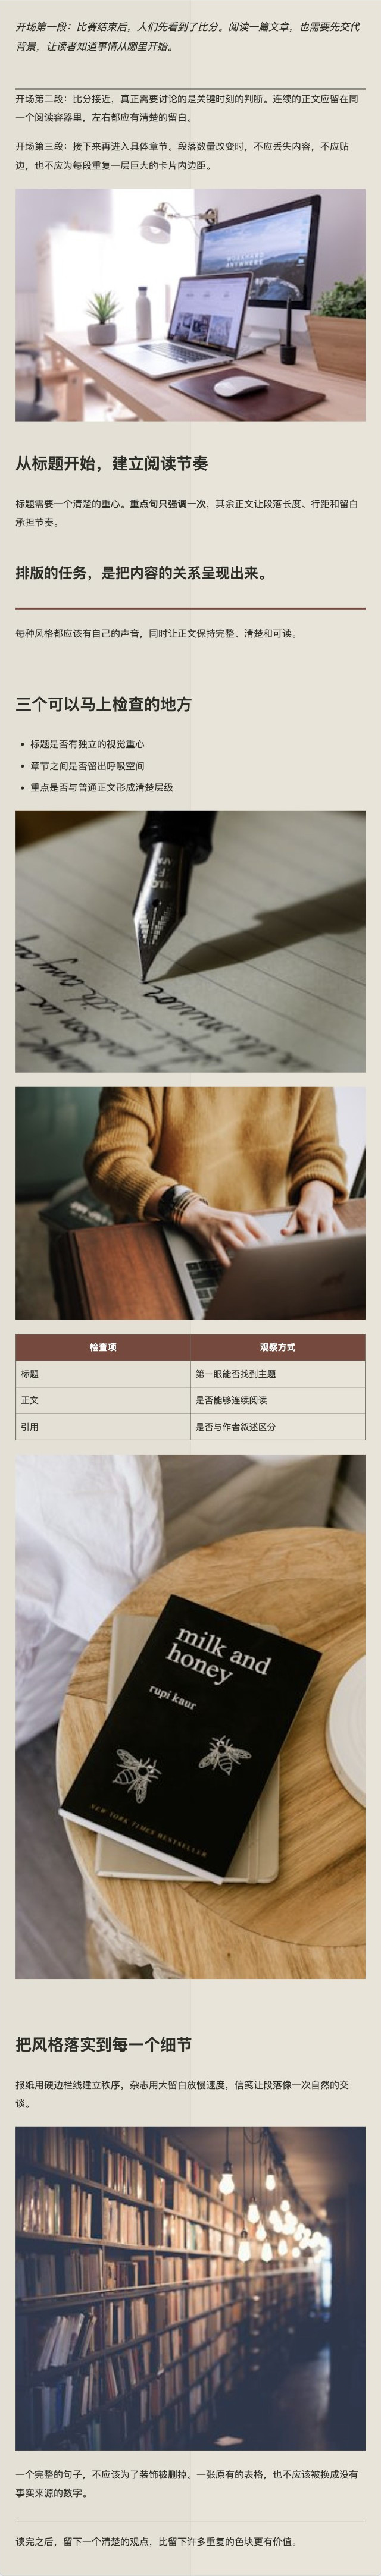 开场第一段：比赛结束后，人们先看到了比分。阅读一篇文章，也需要先交代
背景，让读者知道事情从哪里开始。
开场第二段：比分接近，真正需要讨论的是关键时刻的判断。连续的正文应留在同
一个阅读容器里，左右都应有清楚的留白。
开场第三段：接下来再进入具体章节。段落数量改变时，不应丢失内容，不应贴
边，也不应为每段重复一层巨大的卡片内边距。
从标题开始，建立阅读节奏
标题需要一个清楚的重心。重点句只强调一次，其余正文让段落长度、行距和留白
承担节奏。
排版的任务，是把内容的关系呈现出来。
每种风格都应该有自己的声音，同时让正文保持完整、清楚和可读。
三个可以马上检查的地方
• 标题是否有独立的视觉重心
• 章节之间是否留出呼吸空间
• 重点是否与普通正文形成清楚层级
检查项 观察方式
标题 第一眼能否找到主题
正文 是否能够连续阅读
引用 是否与作者叙述区分
milk and
honey
rupi kaur
NEW YORK TIMES BESTSELLER
把风格落实到每一个细节
报纸用硬边栏线建立秩序，杂志用大留白放慢速度，信笺让段落像一次自然的交
谈。
一个完整的句子，不应该为了装饰被删掉。一张原有的表格，也不应该被换成没有
事实来源的数字。
读完之后，留下一个清楚的观点，比留下许多重复的色块更有价值。